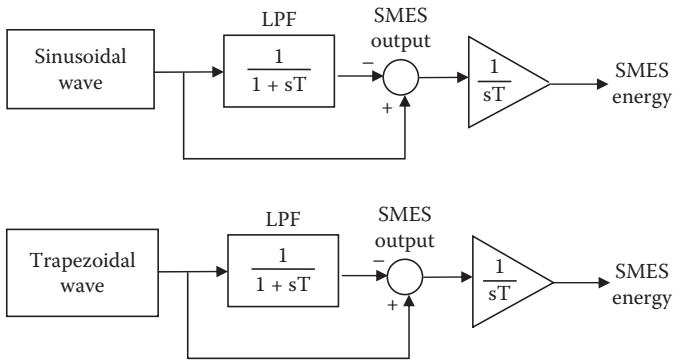 LPF
SMES
output
Sinusoidal
wave
1
1 + sT
−
+
1
sT
SMES
energy
LPF
SMES
output
Trapezoidal
wave
1
1 + sT
−
+
1
sT
SMES
energy